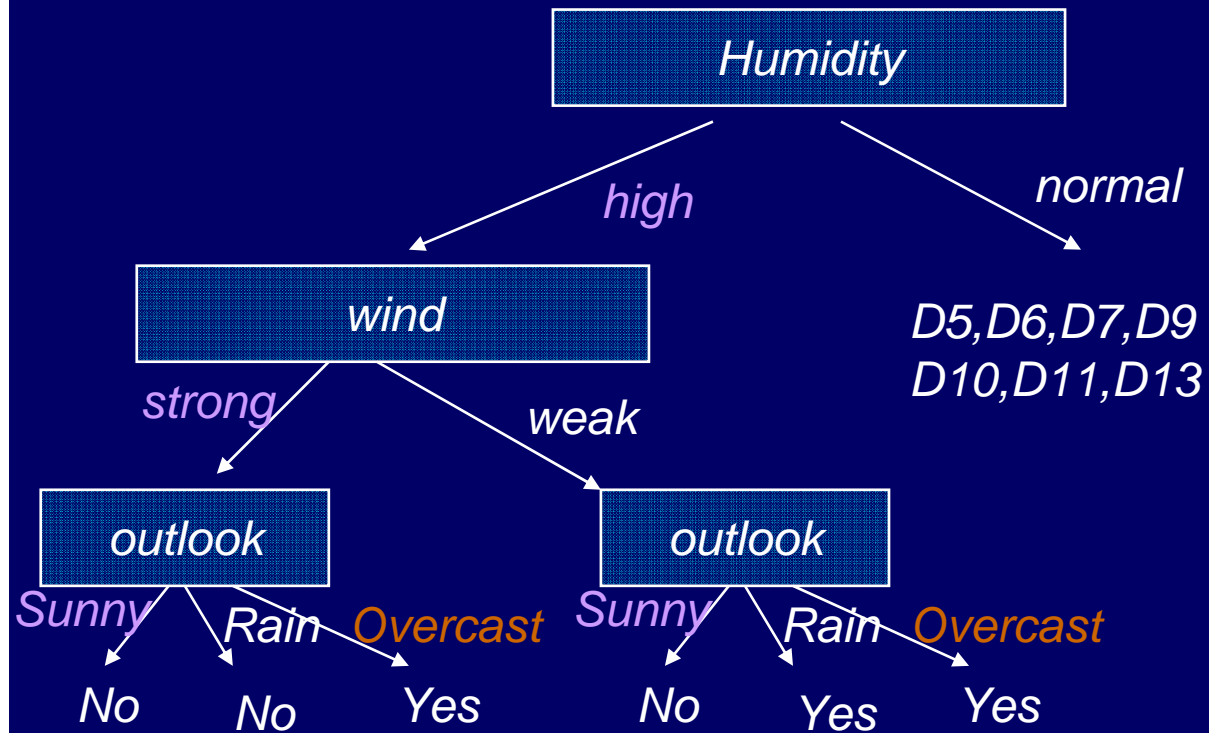 Humidity
high
normal
wind
D5,D6,D7,D9
D10,D11,D13
strong
weak
outlook
outlook
Sunny Rain Overcast
Sunny Rain Overcast
No No Yes
No Yes Yes